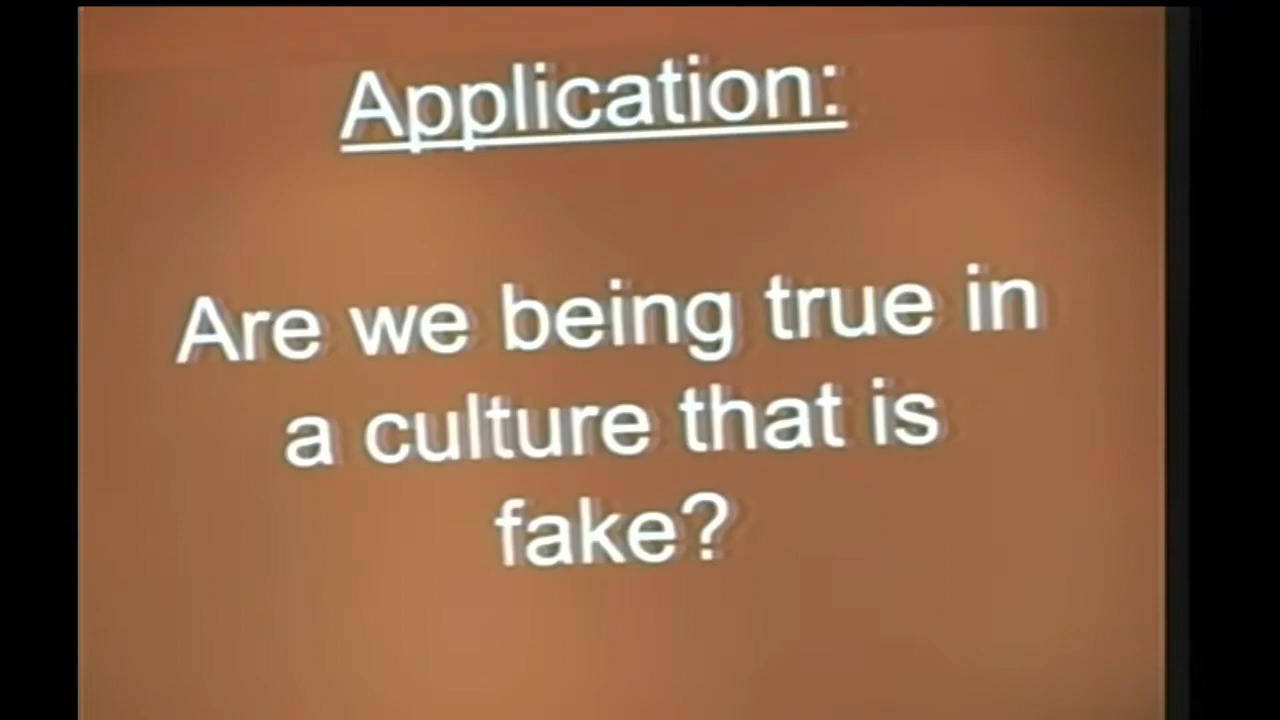 Application:
Are we being true in
a culture that is
fake?